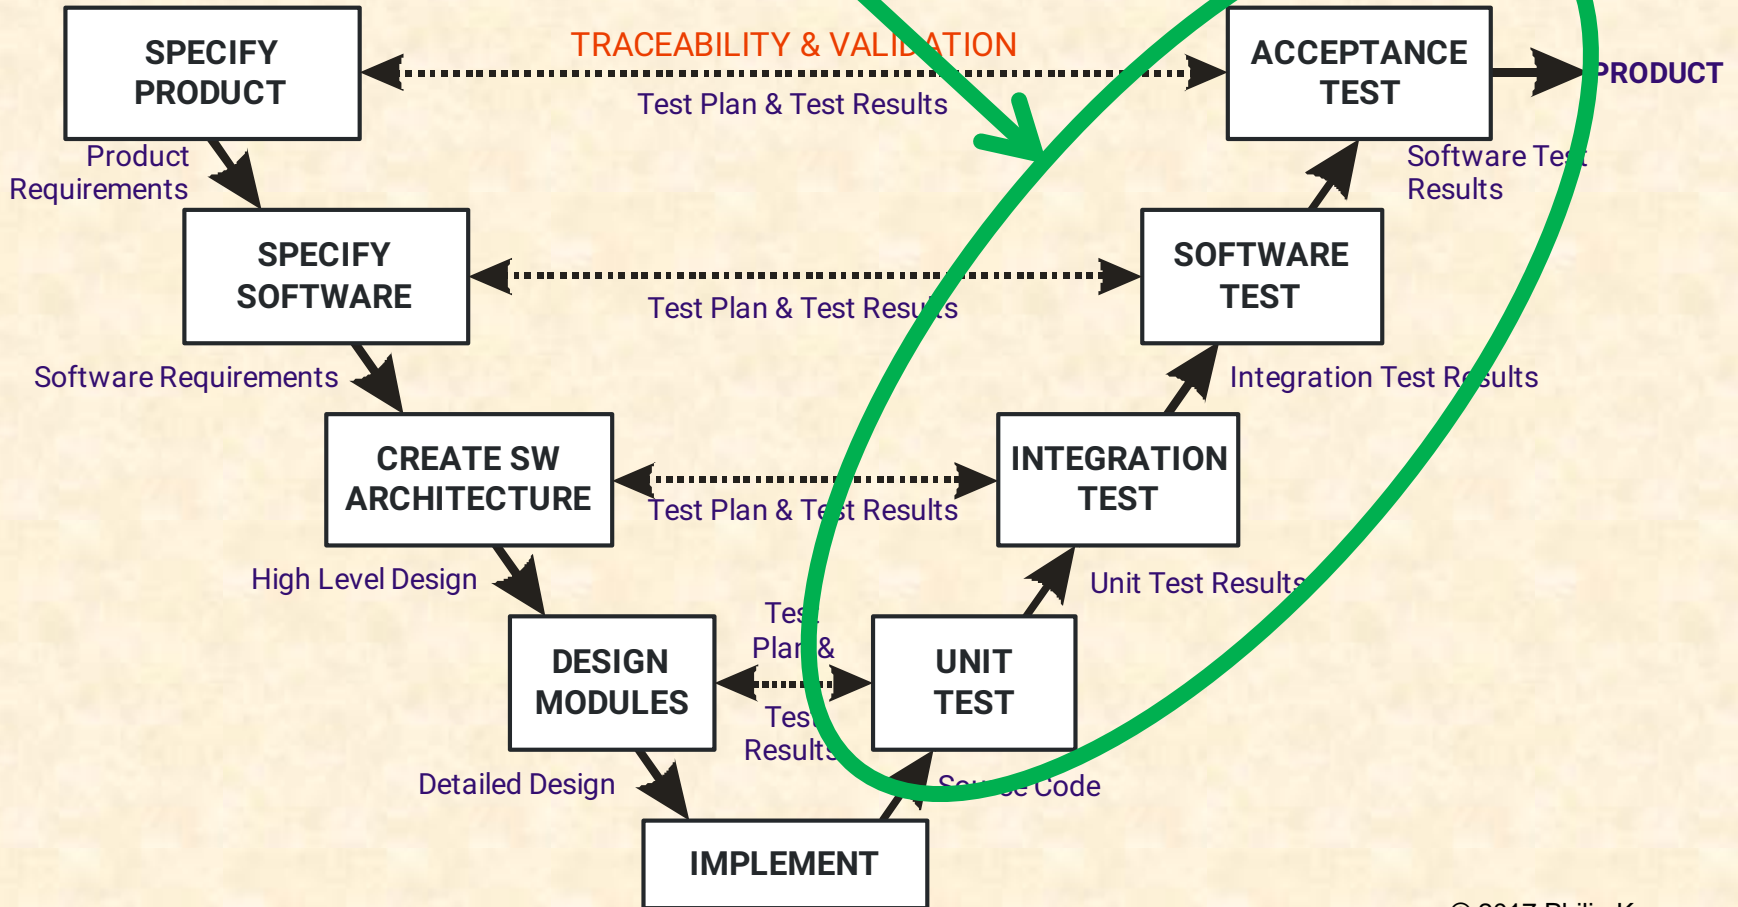 SPECIFY
PRODUCT
TRACEABILITY & VALIDATION
Test Plan & Test Results
ACCEPTANCE
TEST
PRODUCT
Product
Requirements
Software Test
Results
SPECIFY
SOFTWARE
Test Plan & Test Results
SOFTWARE
TEST
Software Requirements
Integration Test Results
CREATE SW
ARCHITECTURE
Test Plan & Test Results
INTEGRATION
TEST
High Level Design
Unit Test Results
DESIGN
MODULES
Test
Plan &
Test
Results
UNIT
TEST
Detailed Design
Source Code
IMPLEMENT
© 2017 Philip